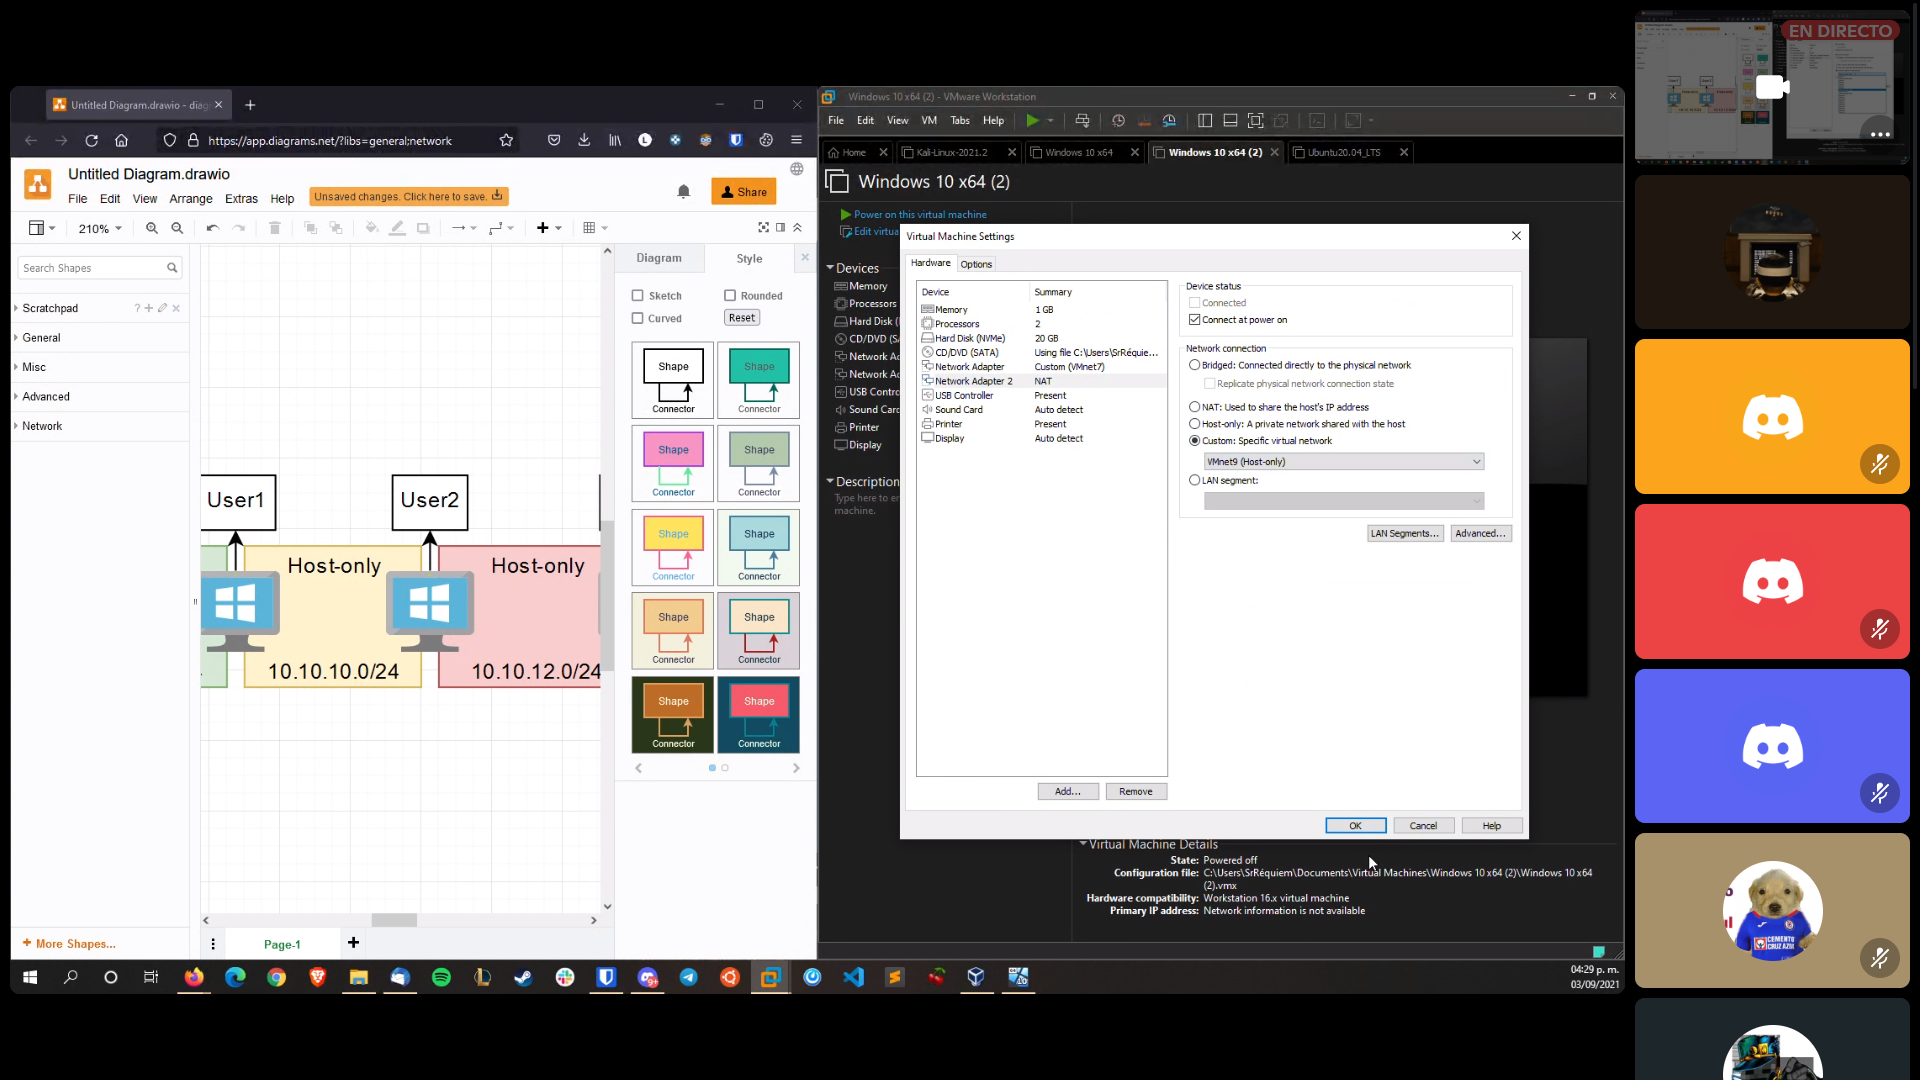 EN DIRECTO
Untitled Diagram.drawio - diag
https://app.diagrams.net/?libs=general;network
Untitled Diagram.drawio
File Edit View Arrange Extras Help
Unsaved changes. Click here to save.
Share
210%
Search Shapes
Scratchpad
General
Misc
Advanced
Network
+ More Shapes...
User1
User2
Host-only
Host-only
10.10.10.0/24
10.10.12.0/24
Page-1
Diagram
Style
Sketch
Rounded
Curved
Reset
Shape
Connector
Shape
Connector
Shape
Connector
Shape
Connector
Shape
Connector
Shape
Connector
Shape
Connector
Shape
Connector
Shape
Connector
Shape
Connector
Windows 10 x64 (2) - VMware Workstation
File Edit View VM Tabs Help
Home
Kali-Linux-2021.2
Windows 10 x64
Windows 10 x64 (2)
Ubuntu20.04_LTS
Windows 10 x64 (2)
Power on this virtual machine
Edit virtua
Devices
Memory
Processors
Hard Disk (
CD/DVD (S
Network Ac
Network Ac
USB Contro
Sound Card
Printer
Display
Description
Type here to en
machine.
Virtual Machine Settings
Hardware
Options
Device Summary
Memory 1 GB
Processors 2
Hard Disk (NVMe) 20 GB
CD/DVD (SATA) Using file C:\Users\SrRéquie...
Network Adapter Custom (VMnet7)
Network Adapter 2 NAT
USB Controller Present
Sound Card Auto detect
Printer Present
Display Auto detect
Add...
Remove
Device status
Connected
Connect at power on
Network connection
Bridged: Connected directly to the physical network
Replicate physical network connection state
NAT: Used to share the host's IP address
Host-only: A private network shared with the host
Custom: Specific virtual network
VMnet9 (Host-only)
LAN segment:
LAN Segments...
Advanced...
OK
Cancel
Help
Virtual Machine Details
State: Powered off
Configuration file: C:\Users\SrRéquiem\Documents\Virtual Machines\Windows 10 x64 (2)\Windows 10 x64
(2).vmx
Hardware compatibility: Workstation 16.x virtual machine
Primary IP address: Network information is not available
04:29 p. m.
03/09/2021
CEMENTO
CRUZ AZUL